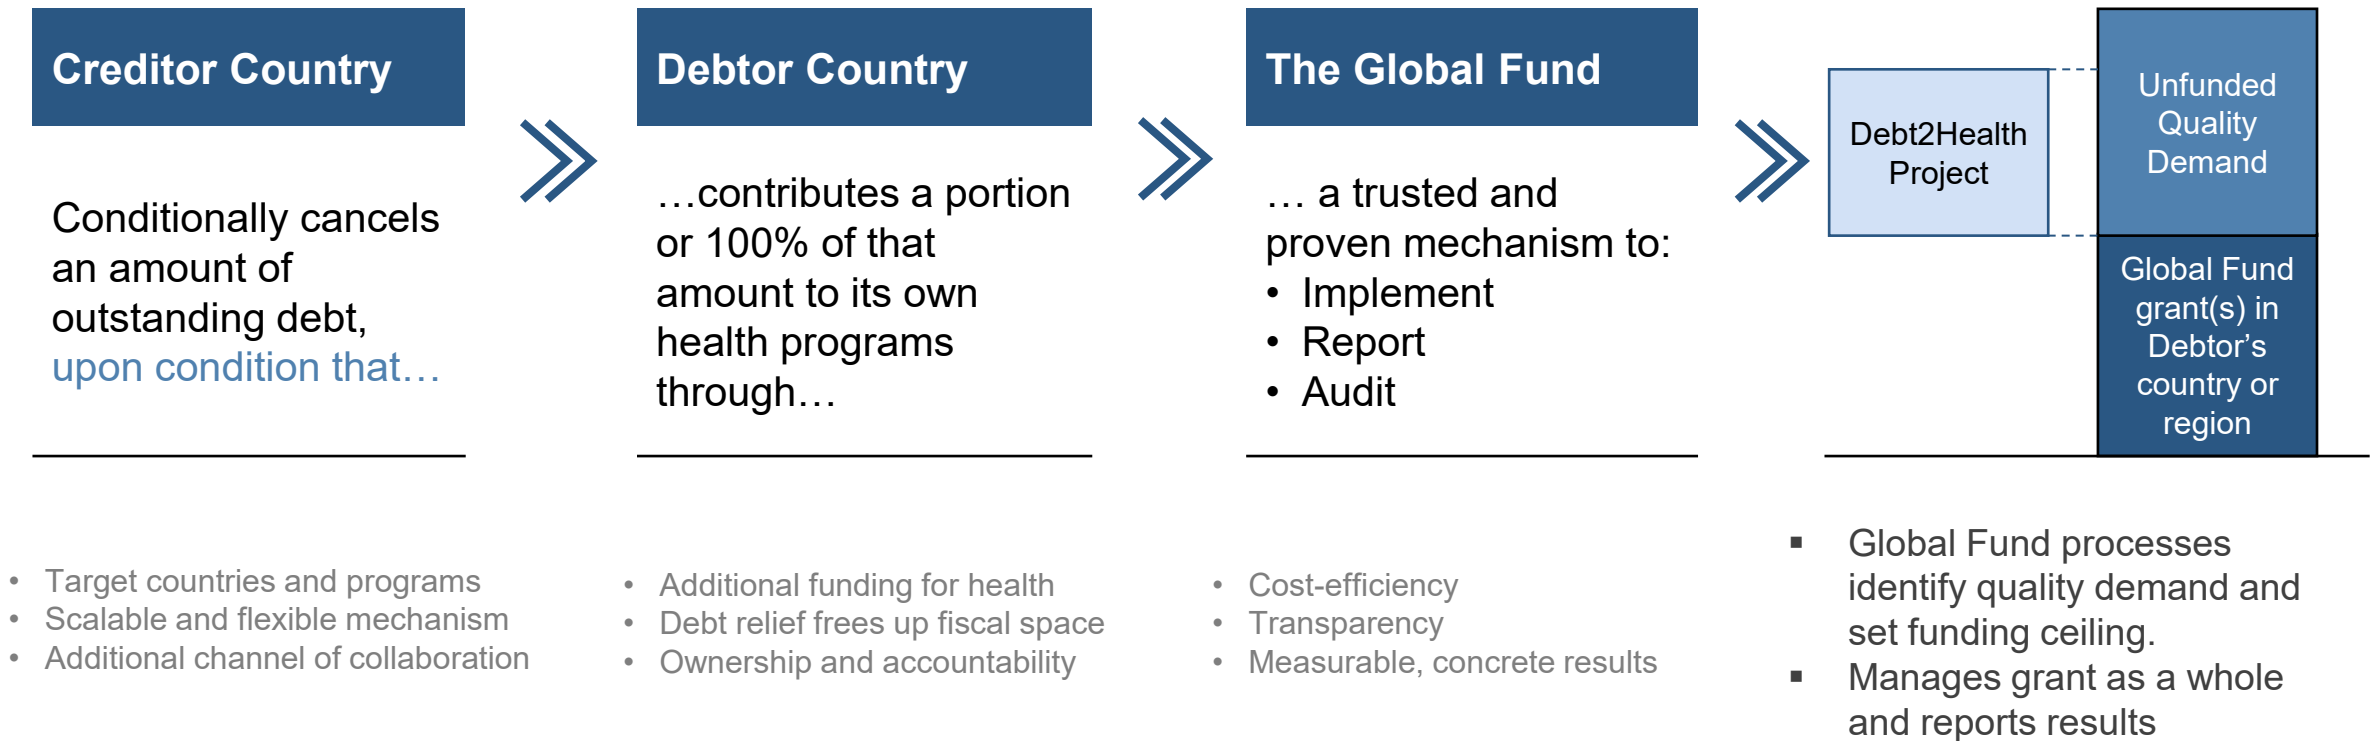 Creditor Country
Conditionally cancels
an amount of
outstanding debt,
upon condition that…
• Target countries and programs
• Scalable and flexible mechanism
• Additional channel of collaboration
Debtor Country
…contributes a portion
or 100% of that
amount to its own
health programs
through…
• Additional funding for health
• Debt relief frees up fiscal space
• Ownership and accountability
The Global Fund
… a trusted and
proven mechanism to:
• Implement
• Report
• Audit
• Cost-efficiency
• Transparency
• Measurable, concrete results
Debt2Health
Project
Unfunded
Quality
Demand
Global Fund
grant(s) in
Debtor’s
country or
region
▪ Global Fund processes
identify quality demand and
set funding ceiling.
▪ Manages grant as a whole
and reports results